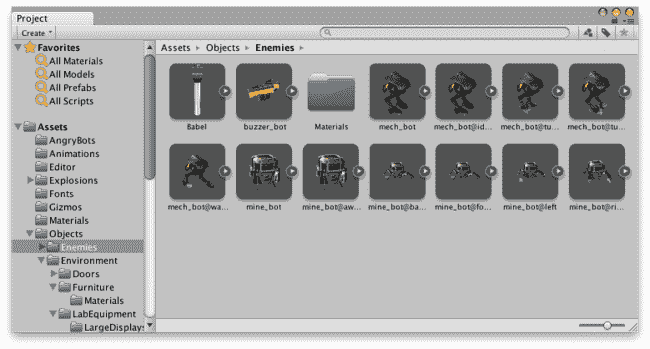 Project
Create
Favorites
All Materials
All Models
All Prefabs
All Scripts
Assets
AngryBots
Animations
Editor
Explosions
Fonts
Gizmos
Materials
Objects
Enemies
Environment
Doors
Furniture
Materials
LabEquipment
LargeDisplays
Assets ▸ Objects ▸ Enemies ▸
Babel buzzer_bot Materials mech_bot mech_bot@id... mech_bot@tu... mech_bot@tu...
mech_bot@wa... mine_bot mine_bot@aw... mine_bot@ba... mine_bot@fo... mine_bot@left mine_bot@ri...